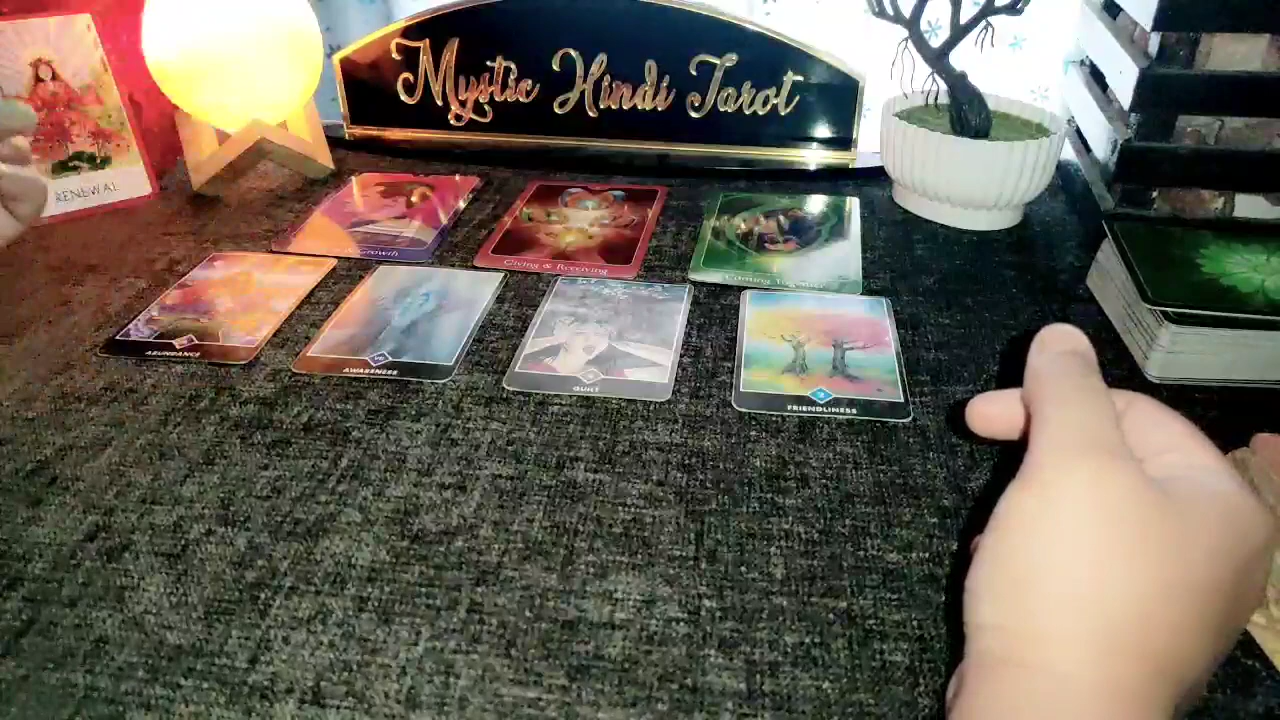 Mystic Hindi Tarot
RENEWAL
Growth
Giving & Receiving
Coming Together
ABUNDANCE
AWARENESS
GUILT
FRIENDLINESS